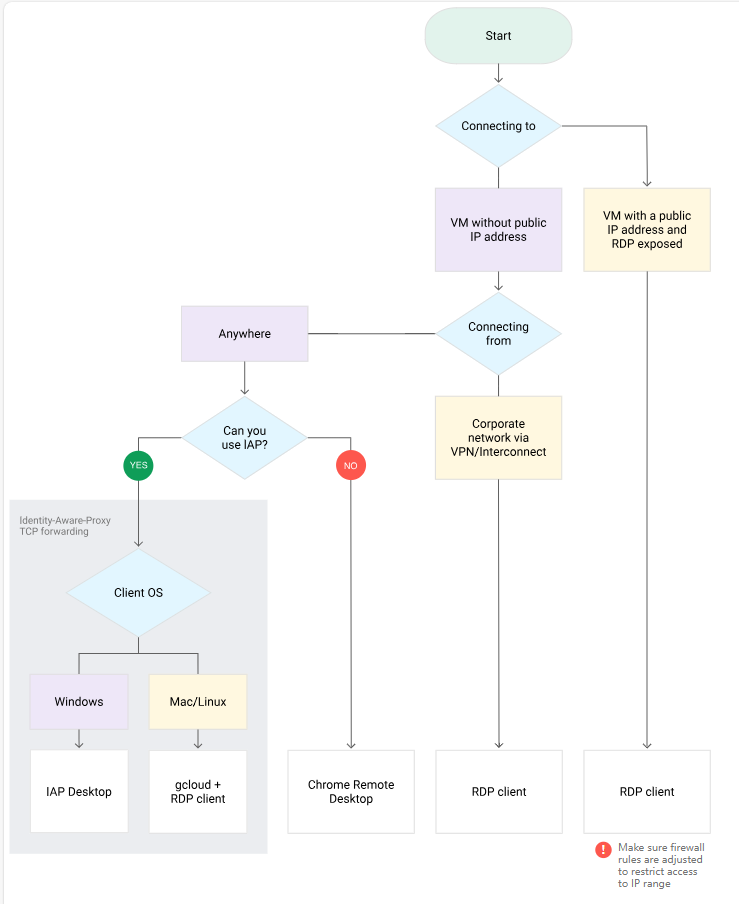 Start
Connecting to
VM without public
IP address
VM with a public
IP address and
RDP exposed
Anywhere
Connecting
from
Can you
use IAP?
Corporate
network via
VPN/Interconnect
YES
NO
Identity-Aware-Proxy
TCP forwarding
Client OS
Windows
Mac/Linux
IAP Desktop
gcloud +
RDP client
Chrome Remote
Desktop
RDP client
RDP client
!
Make sure firewall
rules are adjusted
to restrict access
to IP range